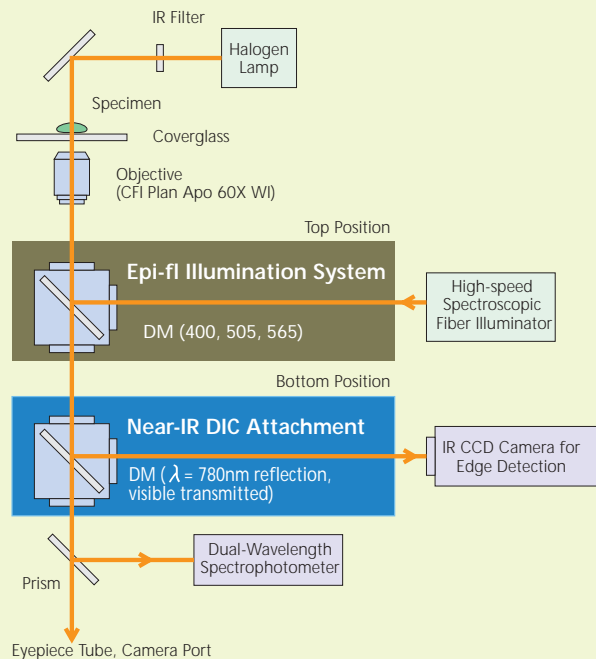 IR Filter
Halogen
Lamp
Specimen
Coverglass
Objective
(CFI Plan Apo 60X WI)
Top Position
Epi-fl Illumination System
DM (400, 505, 565)
High-speed
Spectroscopic
Fiber Illuminator
Bottom Position
Near-IR DIC Attachment
DM ( λ = 780nm reflection,
visible transmitted)
IR CCD Camera for
Edge Detection
Dual-Wavelength
Spectrophotometer
Prism
Eyepiece Tube, Camera Port